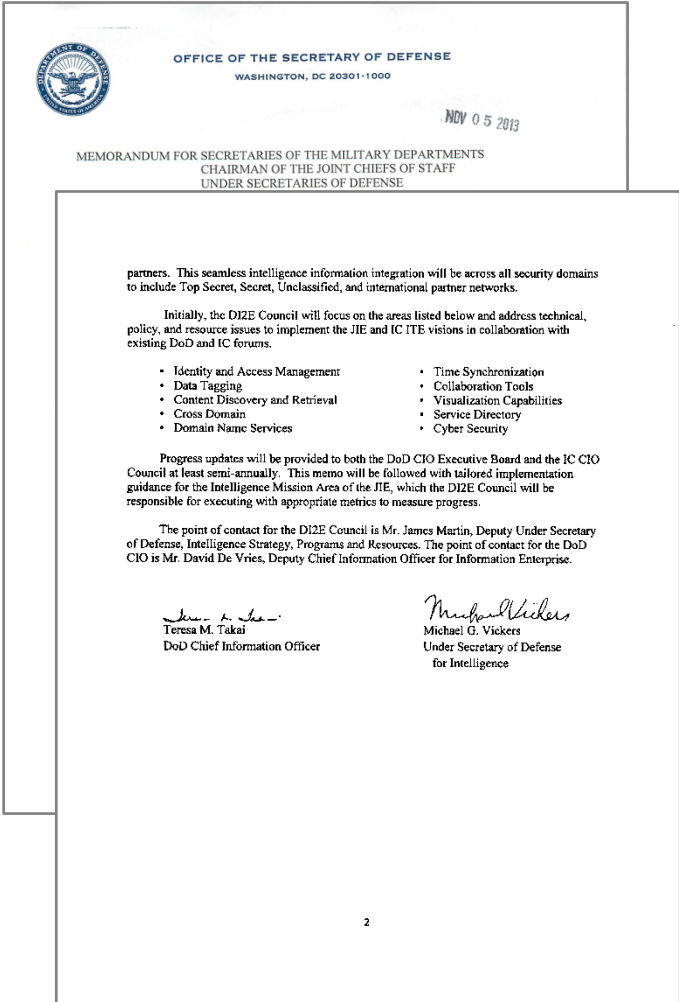 DEPARTMENT OF DEFENSE
UNITED STATES OF AMERICA
OFFICE OF THE SECRETARY OF DEFENSE
WASHINGTON, DC 20301-1000
NOV 05 2013
MEMORANDUM FOR SECRETARIES OF THE MILITARY DEPARTMENTS
CHAIRMAN OF THE JOINT CHIEFS OF STAFF
UNDER SECRETARIES OF DEFENSE
partners. This seamless intelligence information integration will be across all security domains
to include Top Secret, Secret, Unclassified, and international partner networks.
Initially, the DI2E Council will focus on the areas listed below and address technical,
policy, and resource issues to implement the JIE and IC ITE visions in collaboration with
existing DoD and IC forums.
• Identity and Access Management
• Data Tagging
• Content Discovery and Retrieval
• Cross Domain
• Domain Name Services
• Time Synchronization
• Collaboration Tools
• Visualization Capabilities
• Service Directory
• Cyber Security
Progress updates will be provided to both the DoD CIO Executive Board and the IC CIO
Council at least semi-annually. This memo will be followed with tailored implementation
guidance for the Intelligence Mission Area of the JIE, which the DI2E Council will be
responsible for executing with appropriate metrics to measure progress.
The point of contact for the DI2E Council is Mr. James Martin, Deputy Under Secretary
of Defense, Intelligence Strategy, Programs and Resources. The point of contact for the DoD
CIO is Mr. David De Vries, Deputy Chief Information Officer for Information Enterprise.
Michael Vickers
Teresa M. Takai
DoD Chief Information Officer
Michael G. Vickers
Under Secretary of Defense
for Intelligence
2